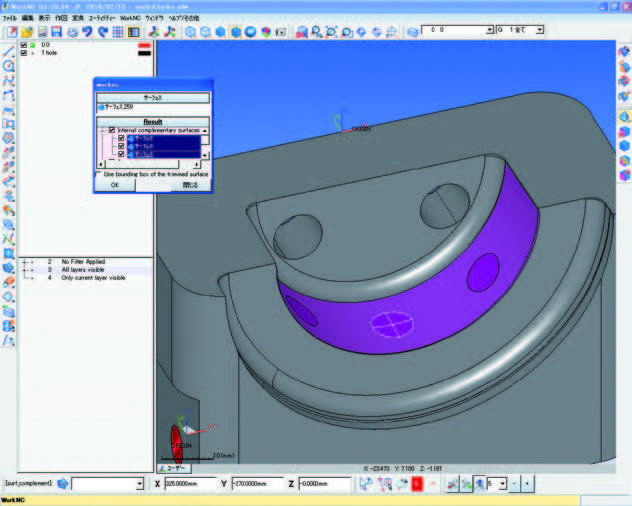 ファイル 編集 表示 作図 変換 ユーティリティー WorkNC ウィンドウ ヘルプ/その他
0 0
G 1 全て
0 0
1 hole
worknc
サーフェス
サーフェス259
Result
Internal complementary surfaces
サーフェス
サーフェス
サーフェス
Use bounding box of the trimmed surface
OK 閉じる
ORIGIN
2 No Filter Applied
3 All layers visible
4 Only current layer visible
ORIGIN
10(mm)
ユーザー
X -23.473 Y 7.100 Z -1.181
[surf_complement] X 325.0000mm Y -270.0000mm Z -0.0000mm 5
WorkNC